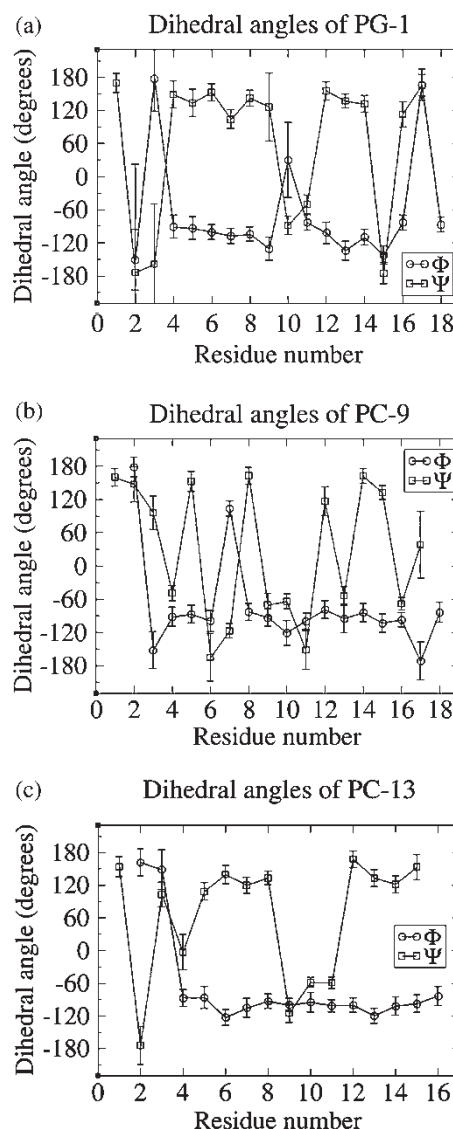 (a) Dihedral angles of PG-1
Dihedral angle (degrees)
180
120
60
0
-60
-120
-180
Φ
Ψ
0 2 4 6 8 10 12 14 16 18
Residue number
(b) Dihedral angles of PC-9
Dihedral angle (degrees)
180
120
60
0
-60
-120
-180
Φ
Ψ
0 2 4 6 8 10 12 14 16 18
Residue number
(c) Dihedral angles of PC-13
Dihedral angle (degrees)
180
120
60
0
-60
-120
-180
Φ
Ψ
0 2 4 6 8 10 12 14 16
Residue number